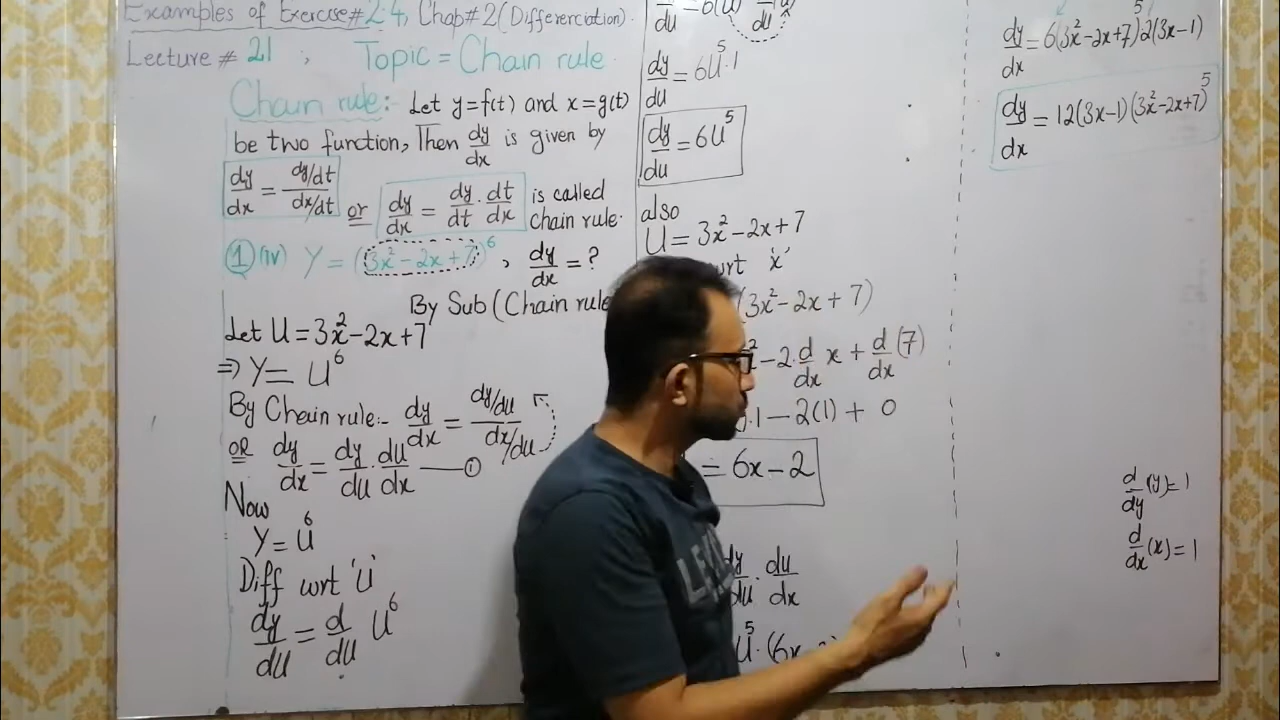 Examples of Exercise # 2.4, Chap # 2 (Differenciation).
Lecture # 21 ; Topic = Chain rule
Chain rule:- Let y=f(t) and x=g(t)
be two function, Then dy/dx is given by
dy/dx = (dy/dt)/(dx/dt) or dy/dx = dy/dt . dt/dx is called
chain rule.
① (iv) Y = (3x²-2x+7)⁶ , dy/dx = ?
By Sub (Chain rule
Let U = 3x²-2x+7
⇒ Y = U⁶
By Chain rule:- dy/dx = (dy/du)/(dx/du)
OR dy/dx = dy/du . du/dx —①
Now
Y = U⁶
Diff wrt 'U'
dy/du = d/du U⁶
dy/du = 6U⁵.1
dy/du = 6U⁵
also
U = 3x²-2x+7
wrt 'x'
(3x²-2x+7)
² - 2.d/dx x + d/dx (7)
.1 - 2(1) + 0
= 6x-2
dy/du . du/dx
U⁵.(6x
dy/dx = 6(3x²-2x+7)⁵ 2(3x-1)
dy/dx = 12(3x-1)(3x²-2x+7)⁵
d/dy (y) = 1
d/dx (x) = 1